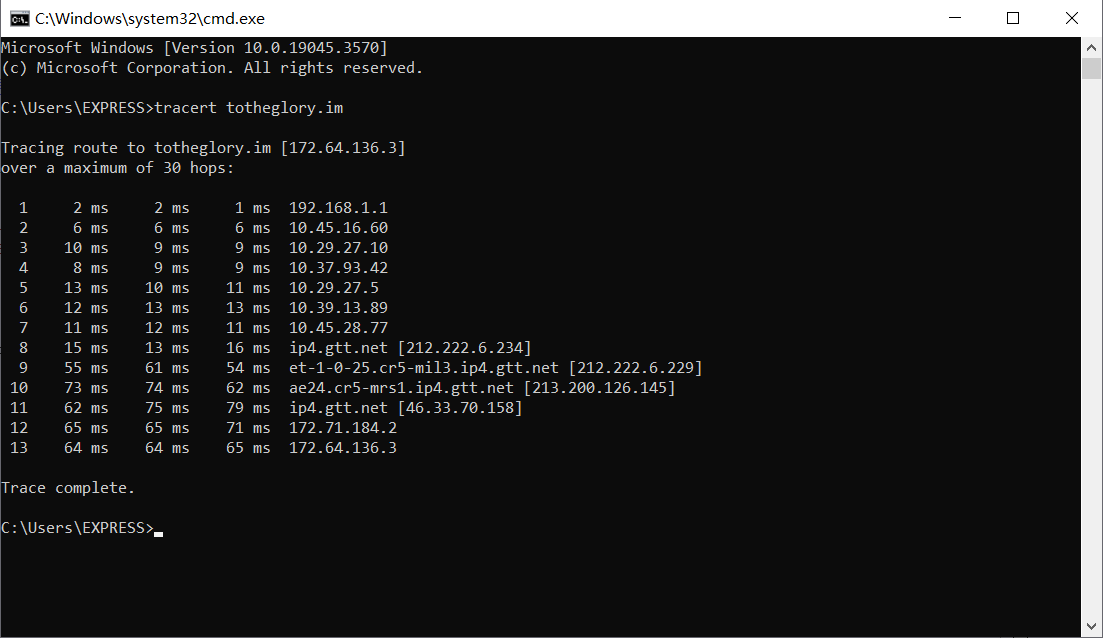 C:\Windows\system32\cmd.exe
Microsoft Windows [Version 10.0.19045.3570]
(c) Microsoft Corporation. All rights reserved.
C:\Users\EXPRESS>tracert totheglory.im
Tracing route to totheglory.im [172.64.136.3]
over a maximum of 30 hops:
  1     2 ms     2 ms     1 ms  192.168.1.1
  2     6 ms     6 ms     6 ms  10.45.16.60
  3    10 ms     9 ms     9 ms  10.29.27.10
  4     8 ms     9 ms     9 ms  10.37.93.42
  5    13 ms    10 ms    11 ms  10.29.27.5
  6    12 ms    13 ms    13 ms  10.39.13.89
  7    11 ms    12 ms    11 ms  10.45.28.77
  8    15 ms    13 ms    16 ms  ip4.gtt.net [212.222.6.234]
  9    55 ms    61 ms    54 ms  et-1-0-25.cr5-mil3.ip4.gtt.net [212.222.6.229]
 10    73 ms    74 ms    62 ms  ae24.cr5-mrs1.ip4.gtt.net [213.200.126.145]
 11    62 ms    75 ms    79 ms  ip4.gtt.net [46.33.70.158]
 12    65 ms    65 ms    71 ms  172.71.184.2
 13    64 ms    64 ms    65 ms  172.64.136.3
Trace complete.
C:\Users\EXPRESS>